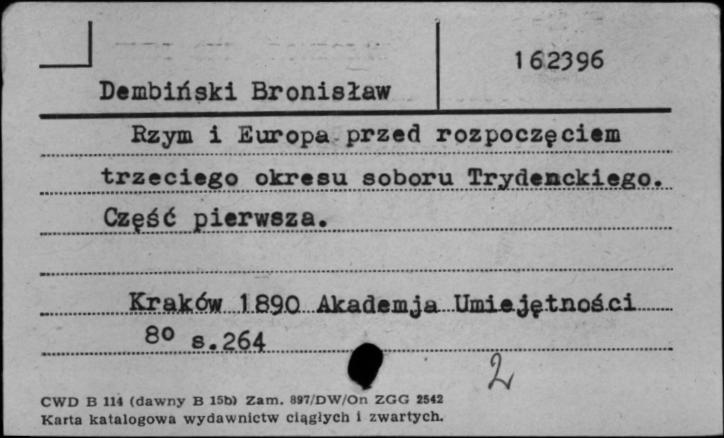 162396
Dembiński Bronisław
Rzym i Europa przed rozpoczęciem
trzeciego okresu soboru Trydenckiego.
Część pierwsza.
Kraków 1890 Akademja Umiejętności
8o s.264
2
CWD B 114 (dawny B 15b) Zam. 897/DW/On ZGG 2542
Karta katalogowa wydawnictw ciągłych i zwartych.